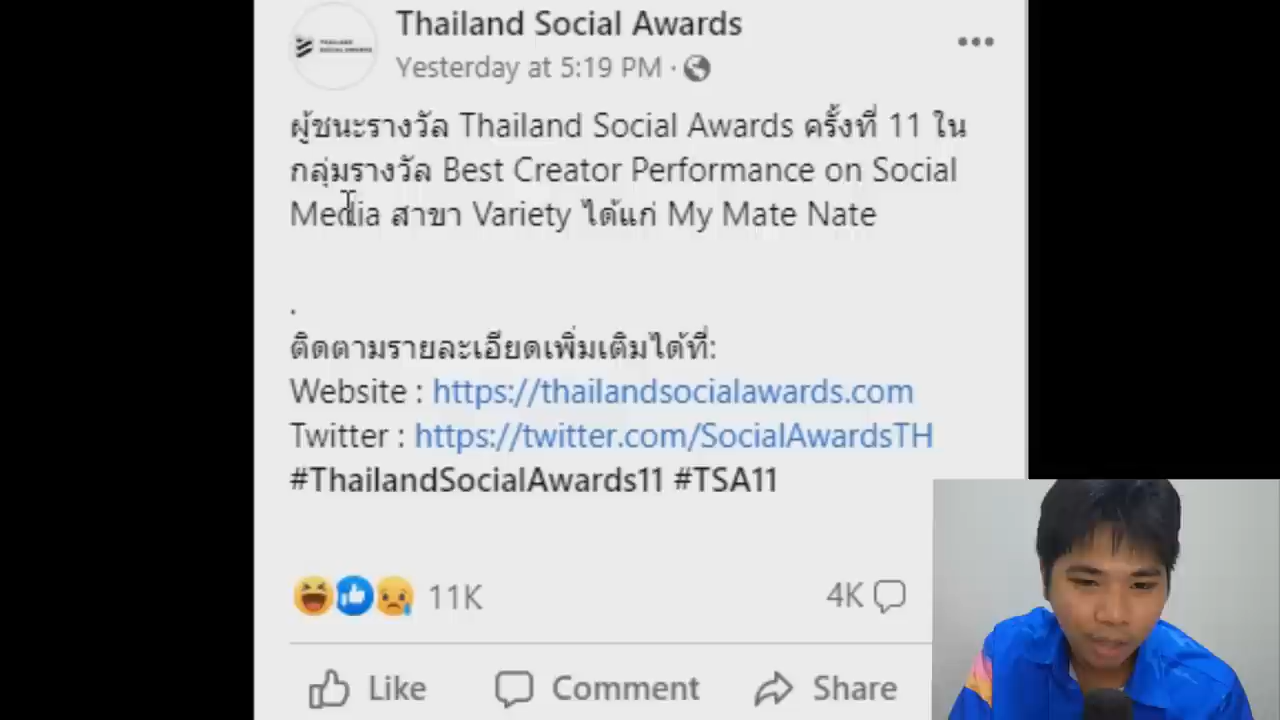 Thailand Social Awards
Yesterday at 5:19 PM ·
THAILAND
SOCIAL AWARDS
ผู้ชนะรางวัล Thailand Social Awards ครั้งที่ 11 ใน
กลุ่มรางวัล Best Creator Performance on Social
Media สาขา Variety ได้แก่ My Mate Nate
.
ติดตามรายละเอียดเพิ่มเติมได้ที่:
Website : https://thailandsocialawards.com
Twitter : https://twitter.com/SocialAwardsTH
#ThailandSocialAwards11 #TSA11
11K
4K
Like
Comment
Share